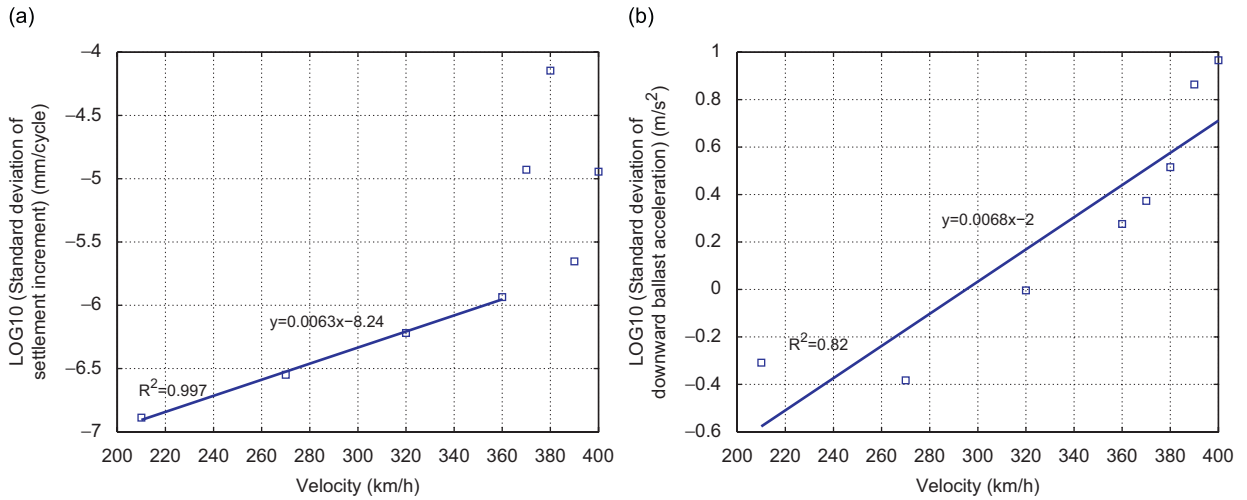 (a)
LOG10 (Standard deviation of
settlement increment) (mm/cycle)
−4
−4.5
−5
−5.5
−6
−6.5
−7
y=0.0063x−8.24
R²=0.997
200 220 240 260 280 300 320 340 360 380 400
Velocity (km/h)
(b)
LOG10 (Standard deviation of
downward ballast acceleration) (m/s²)
1
0.8
0.6
0.4
0.2
0
−0.2
−0.4
−0.6
y=0.0068x−2
R²=0.82
200 220 240 260 280 300 320 340 360 380 400
Velocity (km/h)